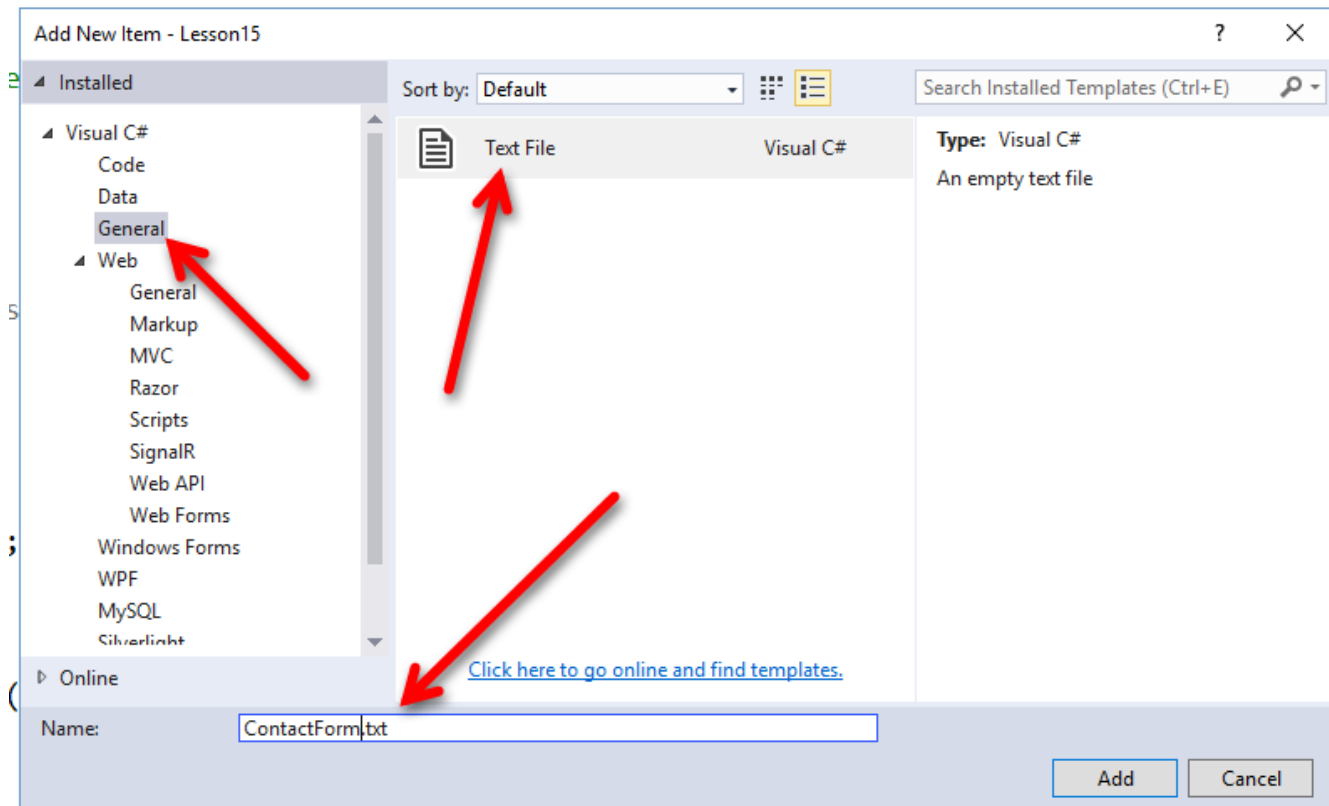 Add New Item - Lesson15
?
Installed
Sort by: Default
Search Installed Templates (Ctrl+E)
Visual C#
Code
Data
General
Web
General
Markup
MVC
Razor
Scripts
SignalR
Web API
Web Forms
Windows Forms
WPF
MySQL
Silverlight
Online
Text File Visual C#
Click here to go online and find templates.
Type: Visual C#
An empty text file
Name: ContactForm.txt
Add Cancel
e
s
;
(